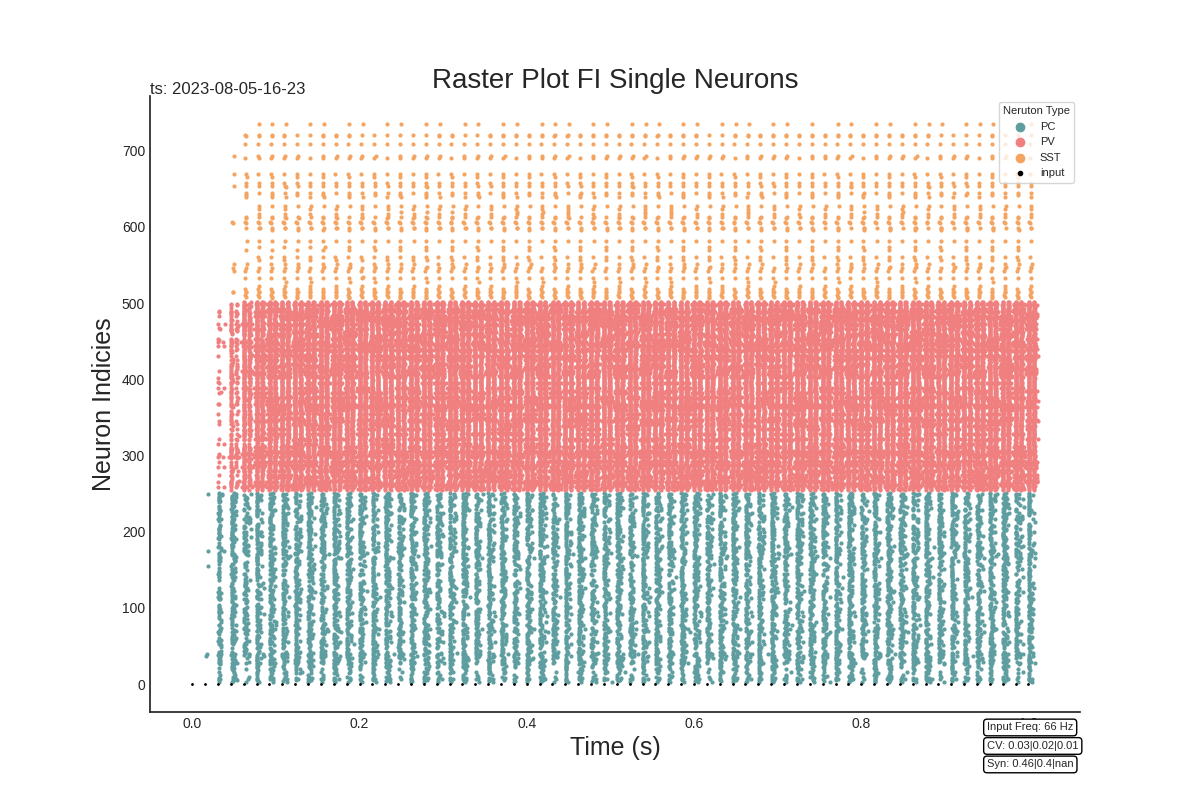 Raster Plot FI Single Neurons
ts: 2023-08-05-16-23
Neruton Type
PC
PV
SST
input
700
600
500
400
300
200
100
0
Neuron Indicies
0.0 0.2 0.4 0.6 0.8
Time (s)
Input Freq: 66 Hz
CV: 0.03|0.02|0.01
Syn: 0.46|0.4|nan